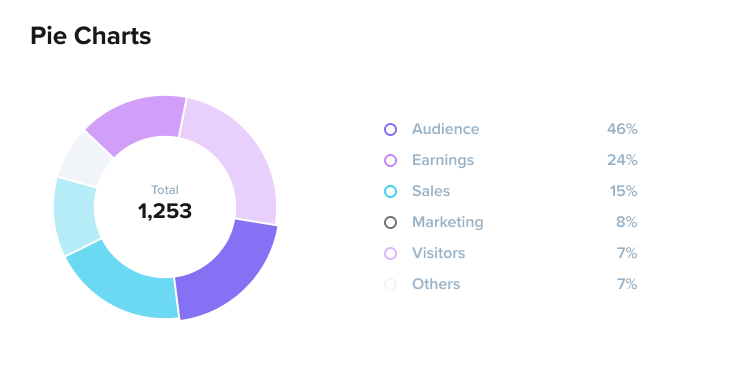 Pie Charts
Total
1,253
Audience 46%
Earnings 24%
Sales 15%
Marketing 8%
Visitors 7%
Others 7%